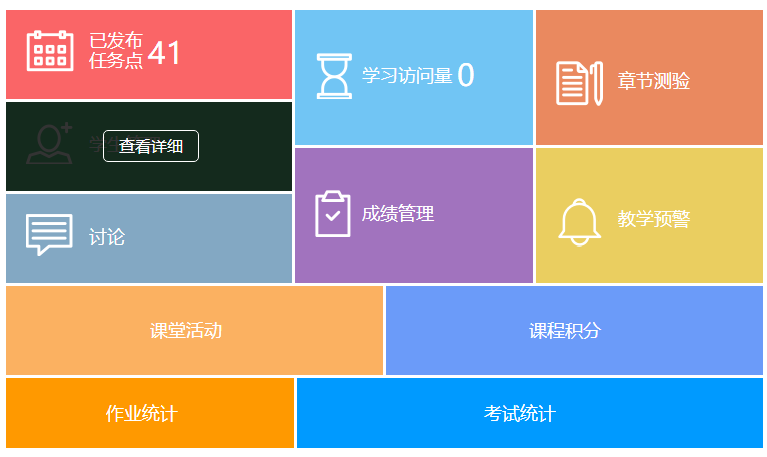 已发布
任务点 41
学习访问量 0
章节测验
查看详细
讨论
成绩管理
教学预警
课堂活动
课程积分
作业统计
考试统计